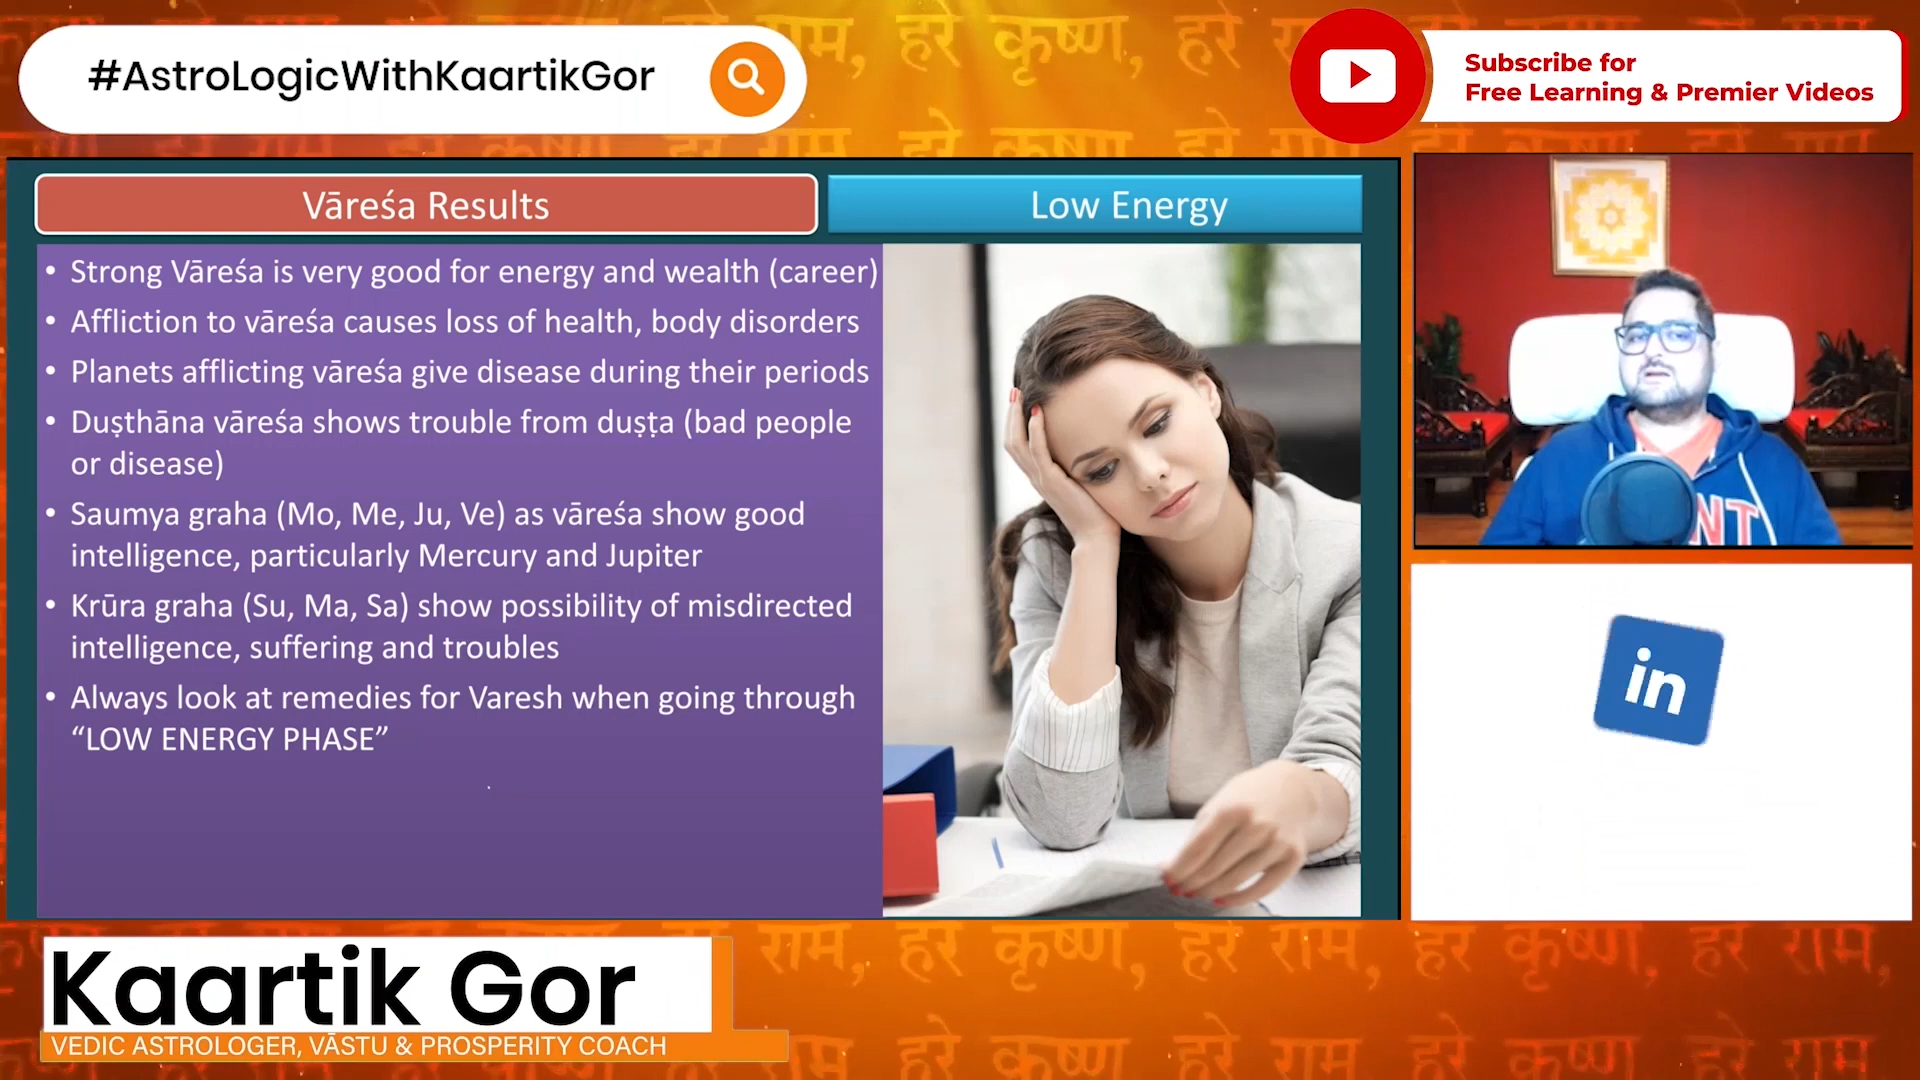 #AstroLogicWithKaartikGor
Subscribe for
Free Learning & Premier Videos
Vāreśa Results
Low Energy
• Strong Vāreśa is very good for energy and wealth (career)
• Affliction to vāreśa causes loss of health, body disorders
• Planets afflicting vāreśa give disease during their periods
• Duṣthāna vāreśa shows trouble from duṣṭa (bad people
or disease)
• Saumya graha (Mo, Me, Ju, Ve) as vāreśa show good
intelligence, particularly Mercury and Jupiter
• Krūra graha (Su, Ma, Sa) show possibility of misdirected
intelligence, suffering and troubles
• Always look at remedies for Varesh when going through
“LOW ENERGY PHASE”
NT
in
Kaartik Gor
VEDIC ASTROLOGER, VĀSTU & PROSPERITY COACH
राम, हरे कृष्ण, हरे कृष्ण, हरे राम,